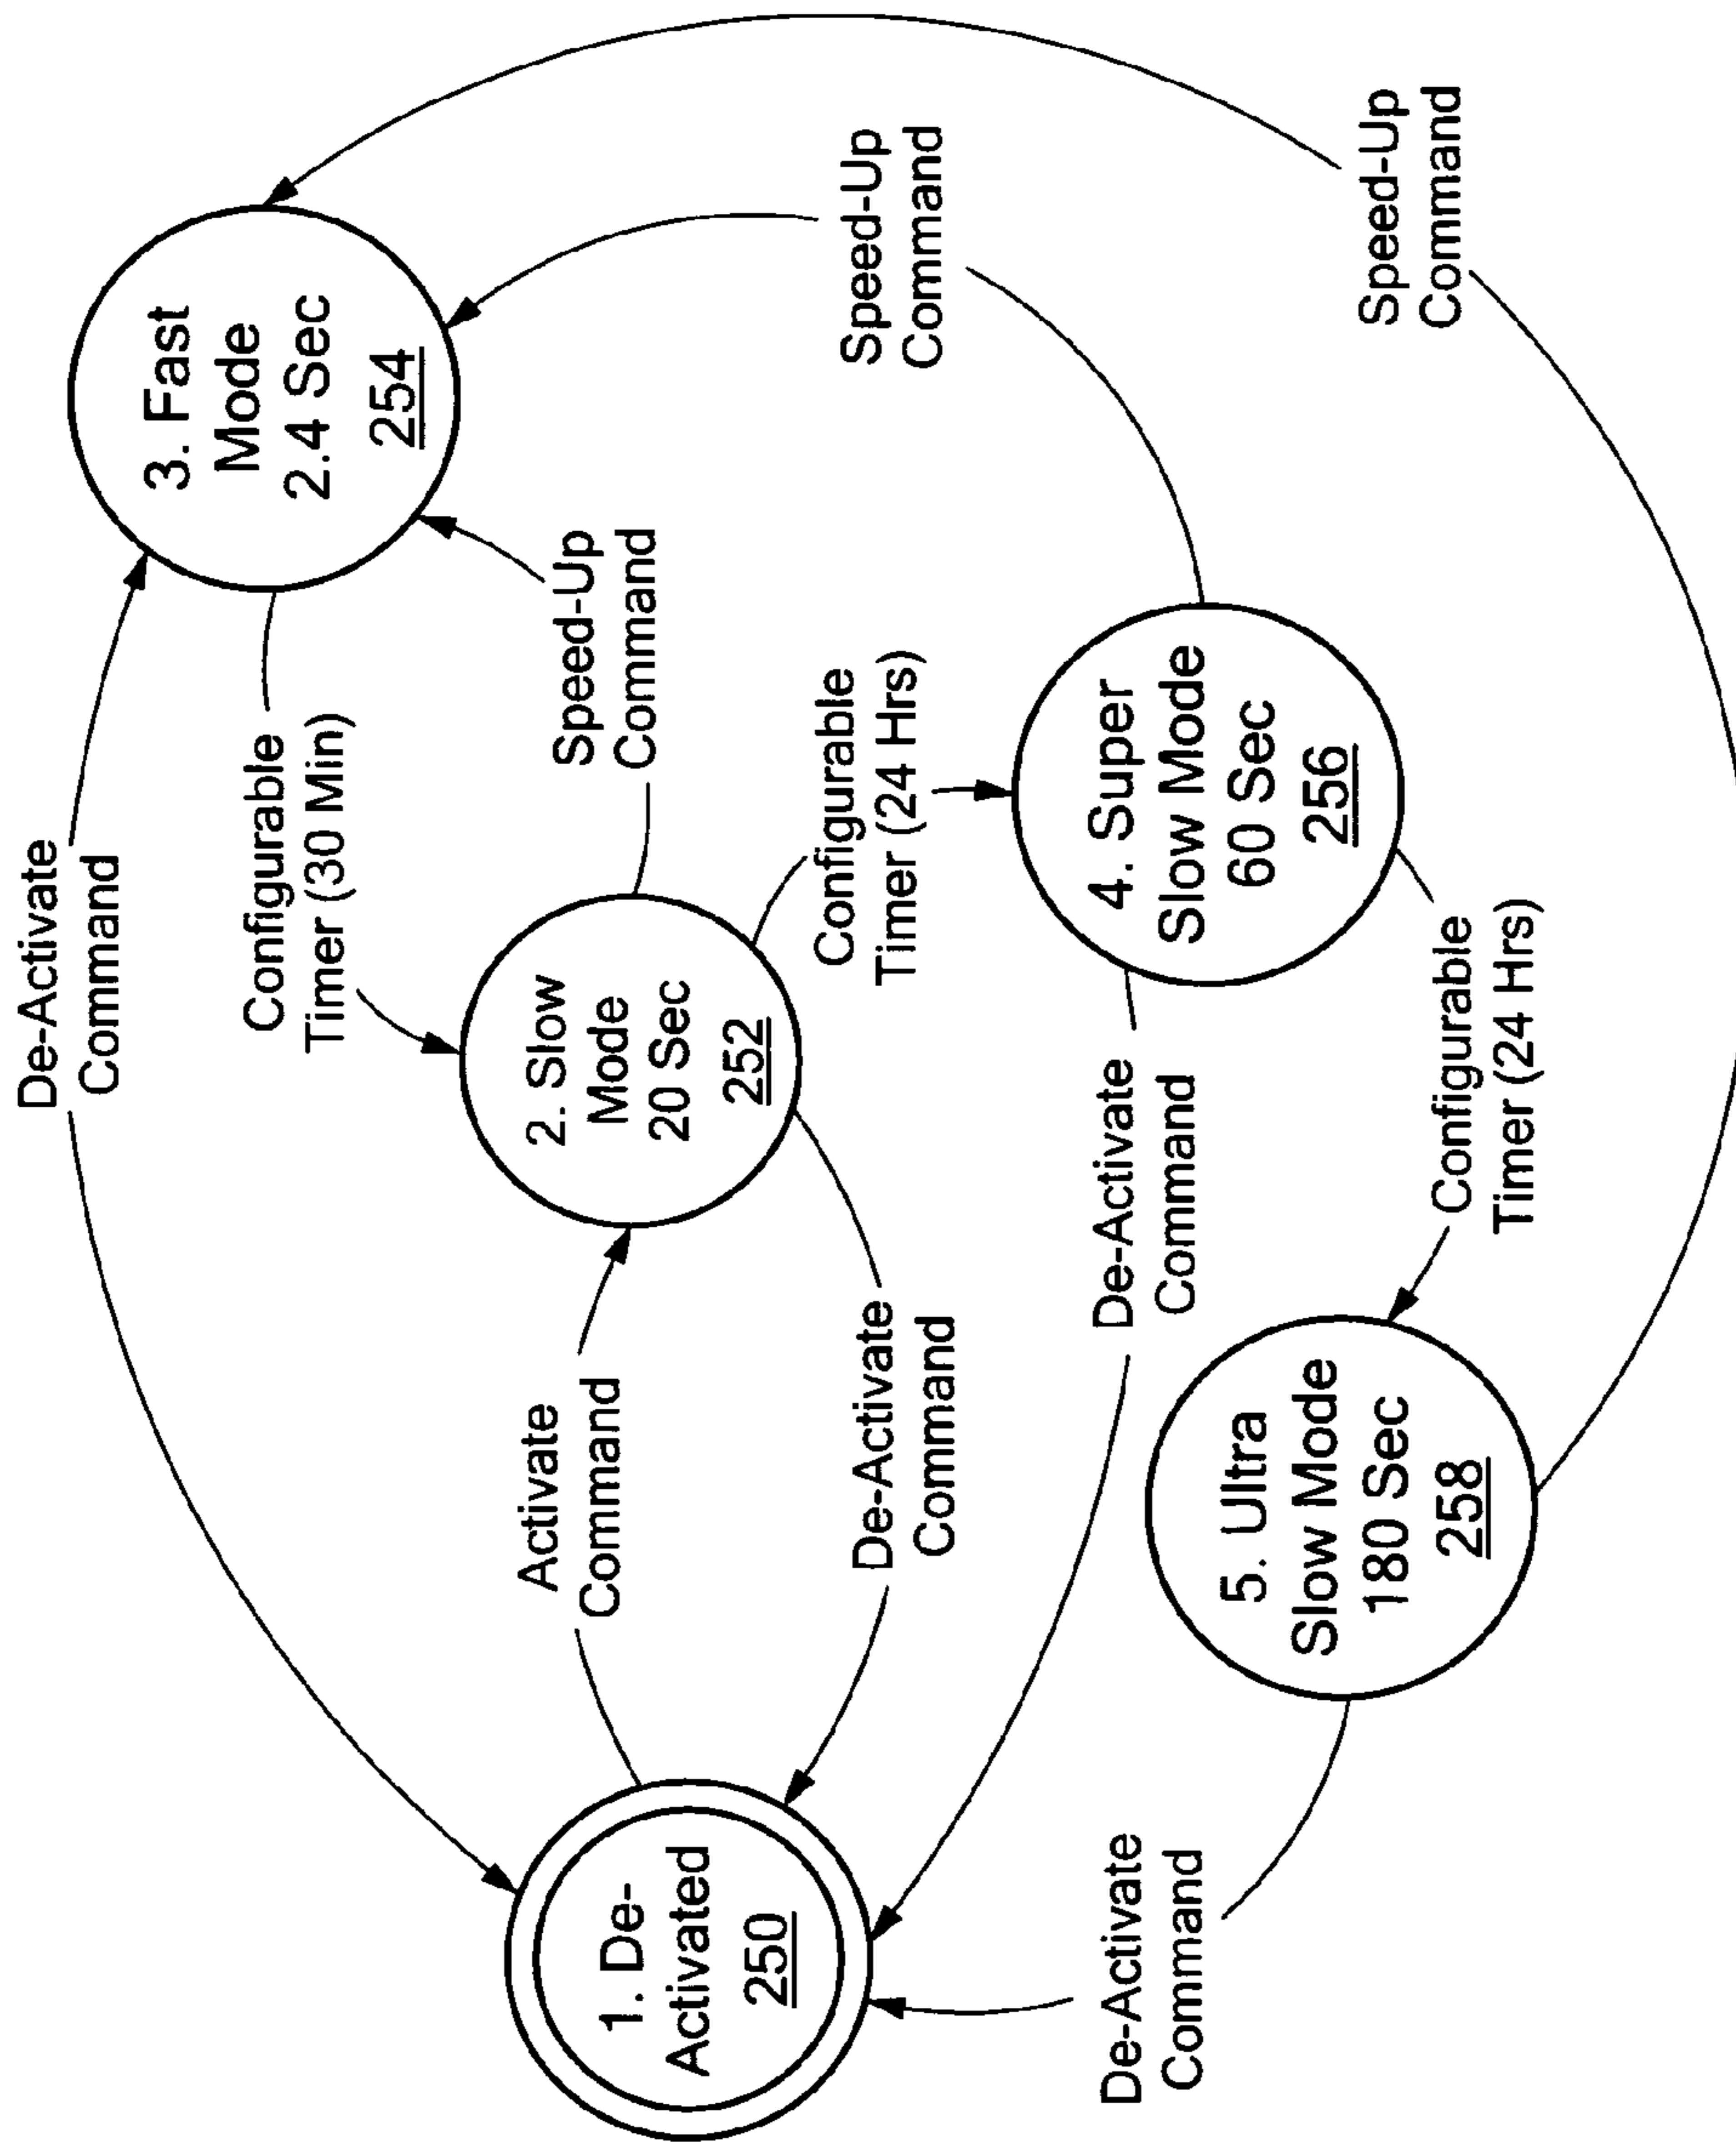 De-Activate
Command
3. Fast
Mode
2.4 Sec
254
Configurable
Timer (30 Min)
Speed-Up
Command
Activate
Command
2. Slow
Mode
20 Sec
252
Speed-Up
Command
1. De-
Activated
250
De-Activate
Command
Configurable
Timer (24 Hrs)
De-Activate
Command
4. Super
Slow Mode
60 Sec
256
De-Activate
Command
5. Ultra
Slow Mode
180 Sec
258
Configurable
Timer (24 Hrs)
Speed-Up
Command